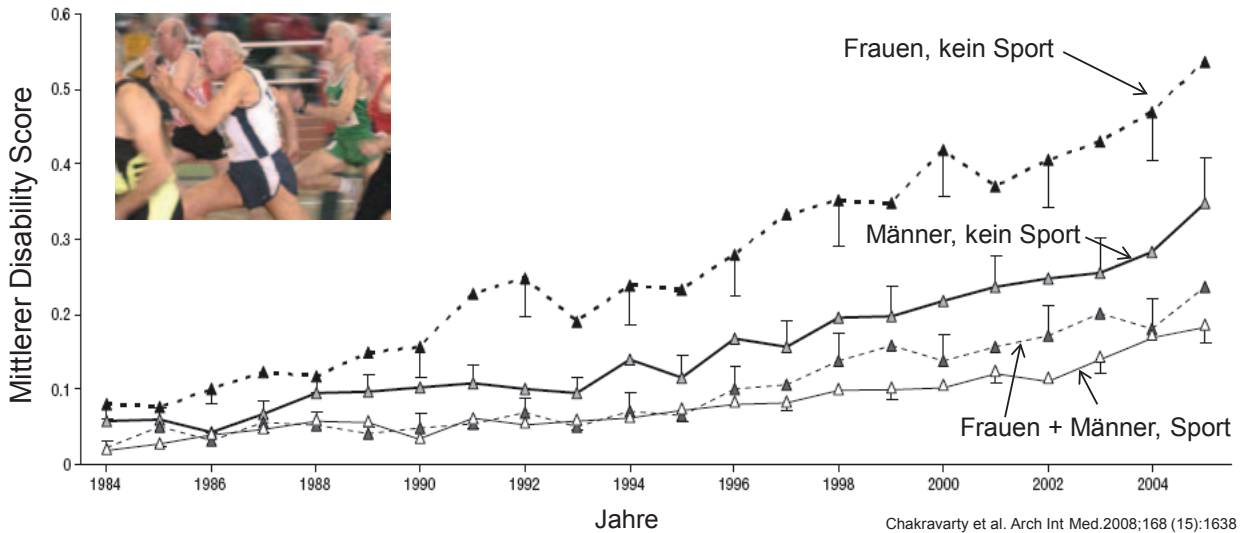 Mittlerer Disability Score
0.6
0.5
0.4
0.3
0.2
0.1
0
Frauen, kein Sport
Männer, kein Sport
Frauen + Männer, Sport
1984 1986 1988 1990 1992 1994 1996 1998 2000 2002 2004
Jahre
Chakravarty et al. Arch Int Med.2008;168 (15):1638